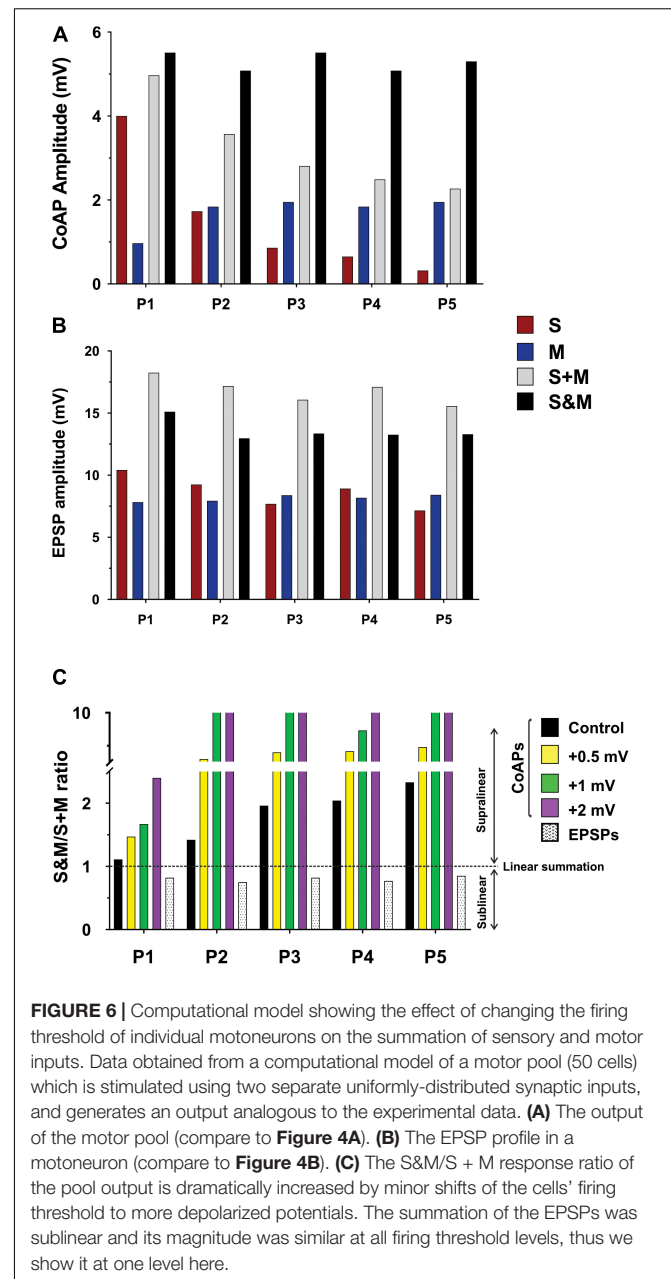 A
CoAP Amplitude (mV)
6
4
2
0
P1 P2 P3 P4 P5
B
EPSP amplitude (mV)
20
15
10
5
0
P1 P2 P3 P4 P5
S
M
S+M
S&M
C
S&M/S+M ratio
10
2
1
0
P1 P2 P3 P4 P5
Supralinear
Linear summation
Sublinear
CoAPs
Control
+0.5 mV
+1 mV
+2 mV
EPSPs
FIGURE 6 | Computational model showing the effect of changing the firing
threshold of individual motoneurons on the summation of sensory and motor
inputs. Data obtained from a computational model of a motor pool (50 cells)
which is stimulated using two separate uniformly-distributed synaptic inputs,
and generates an output analogous to the experimental data. (A) The output
of the motor pool (compare to Figure 4A). (B) The EPSP profile in a
motoneuron (compare to Figure 4B). (C) The S&M/S + M response ratio of
the pool output is dramatically increased by minor shifts of the cells' firing
threshold to more depolarized potentials. The summation of the EPSPs was
sublinear and its magnitude was similar at all firing threshold levels, thus we
show it at one level here.